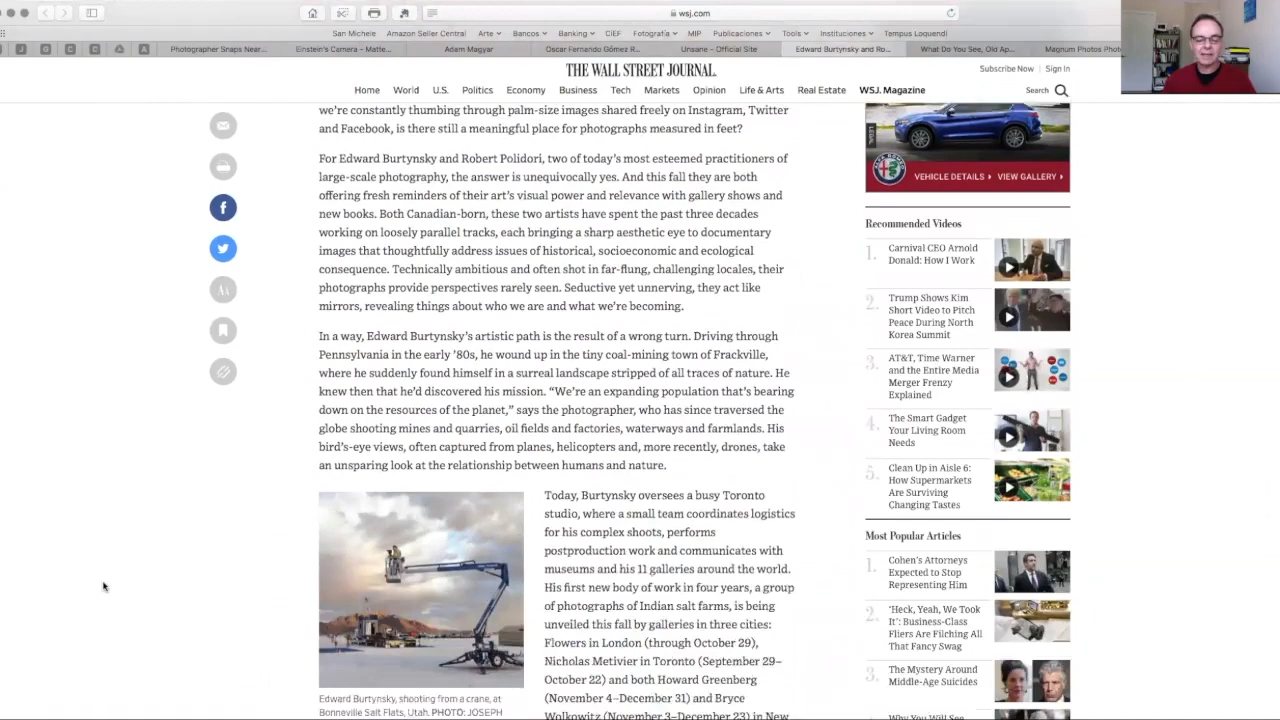 wsj.com
San Michele Amazon Seller Central Arte Bancos Banking CIEF Fotografía MIP Publicaciones Tools Instituciones Tempus Loquendi
Photographer Snaps Near... Einstein's Camera – Matte... Adam Magyar Oscar Fernando Gómez R... Unsane – Official Site Edward Burtynsky and Ro... What Do You See, Old Ap... Magnum Photos Phot
THE WALL STREET JOURNAL.
Subscribe Now | Sign In
Home World U.S. Politics Economy Business Tech Markets Opinion Life & Arts Real Estate WSJ. Magazine
Search
we're constantly thumbing through palm-size images shared freely on Instagram, Twitter
and Facebook, is there still a meaningful place for photographs measured in feet?
For Edward Burtynsky and Robert Polidori, two of today's most esteemed practitioners of
large-scale photography, the answer is unequivocally yes. And this fall they are both
offering fresh reminders of their art's visual power and relevance with gallery shows and
new books. Both Canadian-born, these two artists have spent the past three decades
working on loosely parallel tracks, each bringing a sharp aesthetic eye to documentary
images that thoughtfully address issues of historical, socioeconomic and ecological
consequence. Technically ambitious and often shot in far-flung, challenging locales, their
photographs provide perspectives rarely seen. Seductive yet unnerving, they act like
mirrors, revealing things about who we are and what we're becoming.
In a way, Edward Burtynsky's artistic path is the result of a wrong turn. Driving through
Pennsylvania in the early '80s, he wound up in the tiny coal-mining town of Frackville,
where he suddenly found himself in a surreal landscape stripped of all traces of nature. He
knew then that he'd discovered his mission. "We're an expanding population that's bearing
down on the resources of the planet," says the photographer, who has since traversed the
globe shooting mines and quarries, oil fields and factories, waterways and farmlands. His
bird's-eye views, often captured from planes, helicopters and, more recently, drones, take
an unsparing look at the relationship between humans and nature.
Today, Burtynsky oversees a busy Toronto
studio, where a small team coordinates logistics
for his complex shoots, performs
postproduction work and communicates with
museums and his 11 galleries around the world.
His first new body of work in four years, a group
of photographs of Indian salt farms, is being
unveiled this fall by galleries in three cities:
Flowers in London (through October 29),
Nicholas Metivier in Toronto (September 29–
October 22) and both Howard Greenberg
(November 4–December 31) and Bryce
Wolkowitz (November 3–December 23) in New
Edward Burtynsky, shooting from a crane, at
Bonneville Salt Flats, Utah. PHOTO: JOSEPH
LEGAL
VEHICLE DETAILS VIEW GALLERY
Recommended Videos
1. Carnival CEO Arnold
Donald: How I Work
2. Trump Shows Kim
Short Video to Pitch
Peace During North
Korea Summit
3. AT&T, Time Warner
and the Entire Media
Merger Frenzy
Explained
4. The Smart Gadget
Your Living Room
Needs
5. Clean Up in Aisle 6:
How Supermarkets
Are Surviving
Changing Tastes
Most Popular Articles
1. Cohen's Attorneys
Expected to Stop
Representing Him
2. 'Heck, Yeah, We Took
It': Business-Class
Fliers Are Filching All
That Fancy Swag
3. The Mystery Around
Middle-Age Suicides
Why You Will See